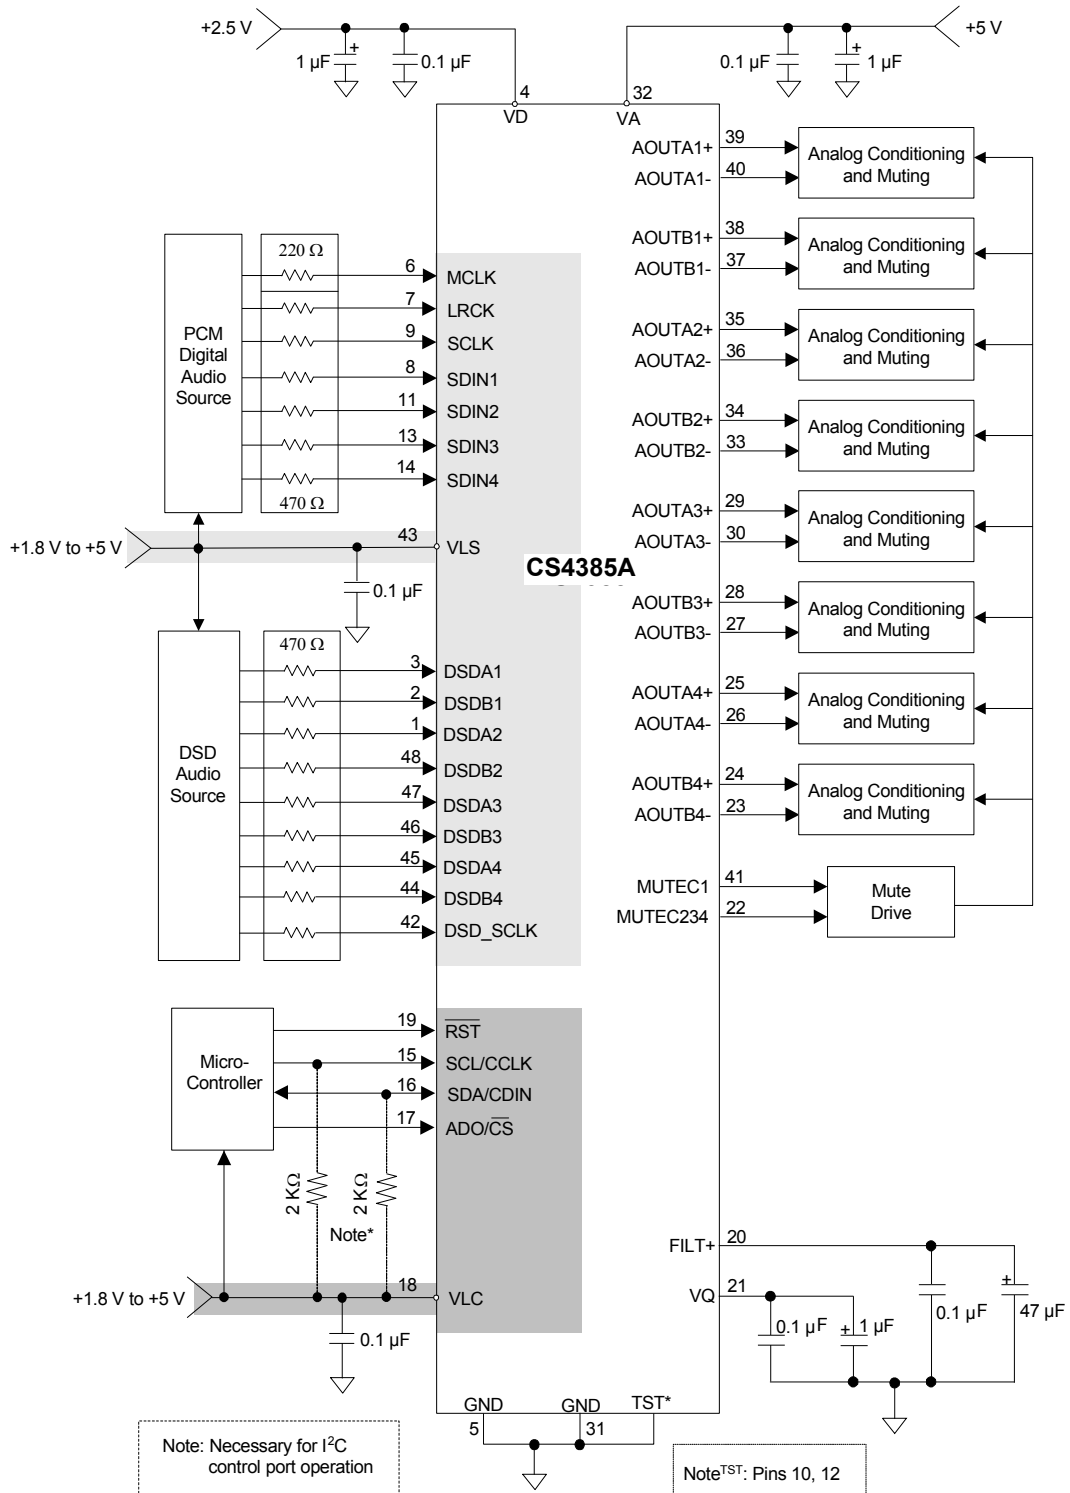 +2.5 V
+5 V
1 µF
+
0.1 µF
0.1 µF
+
1 µF
4
32
VD
VA
CS4385A
PCM
Digital
Audio
Source
220 Ω
470 Ω
6
MCLK
7
LRCK
9
SCLK
8
SDIN1
11
SDIN2
13
SDIN3
14
SDIN4
+1.8 V to +5 V
43
VLS
0.1 µF
DSD
Audio
Source
470 Ω
3
DSDA1
2
DSDB1
1
DSDA2
48
DSDB2
47
DSDA3
46
DSDB3
45
DSDA4
44
DSDB4
42
DSD_SCLK
Micro-
Controller
19
RST
15
SCL/CCLK
16
SDA/CDIN
17
ADO/CS
2 KΩ
2 KΩ
Note*
+1.8 V to +5 V
18
VLC
0.1 µF
AOUTA1+
39
AOUTA1-
40
Analog Conditioning
and Muting
AOUTB1+
38
AOUTB1-
37
Analog Conditioning
and Muting
AOUTA2+
35
AOUTA2-
36
Analog Conditioning
and Muting
AOUTB2+
34
AOUTB2-
33
Analog Conditioning
and Muting
AOUTA3+
29
AOUTA3-
30
Analog Conditioning
and Muting
AOUTB3+
28
AOUTB3-
27
Analog Conditioning
and Muting
AOUTA4+
25
AOUTA4-
26
Analog Conditioning
and Muting
AOUTB4+
24
AOUTB4-
23
Analog Conditioning
and Muting
MUTEC1
41
MUTEC234
22
Mute
Drive
FILT+
20
VQ
21
0.1 µF
+
1 µF
0.1 µF
+
47 µF
GND
5
GND
31
TST*
Note: Necessary for I²C
control port operation
Noteᵀˢᵀ: Pins 10, 12